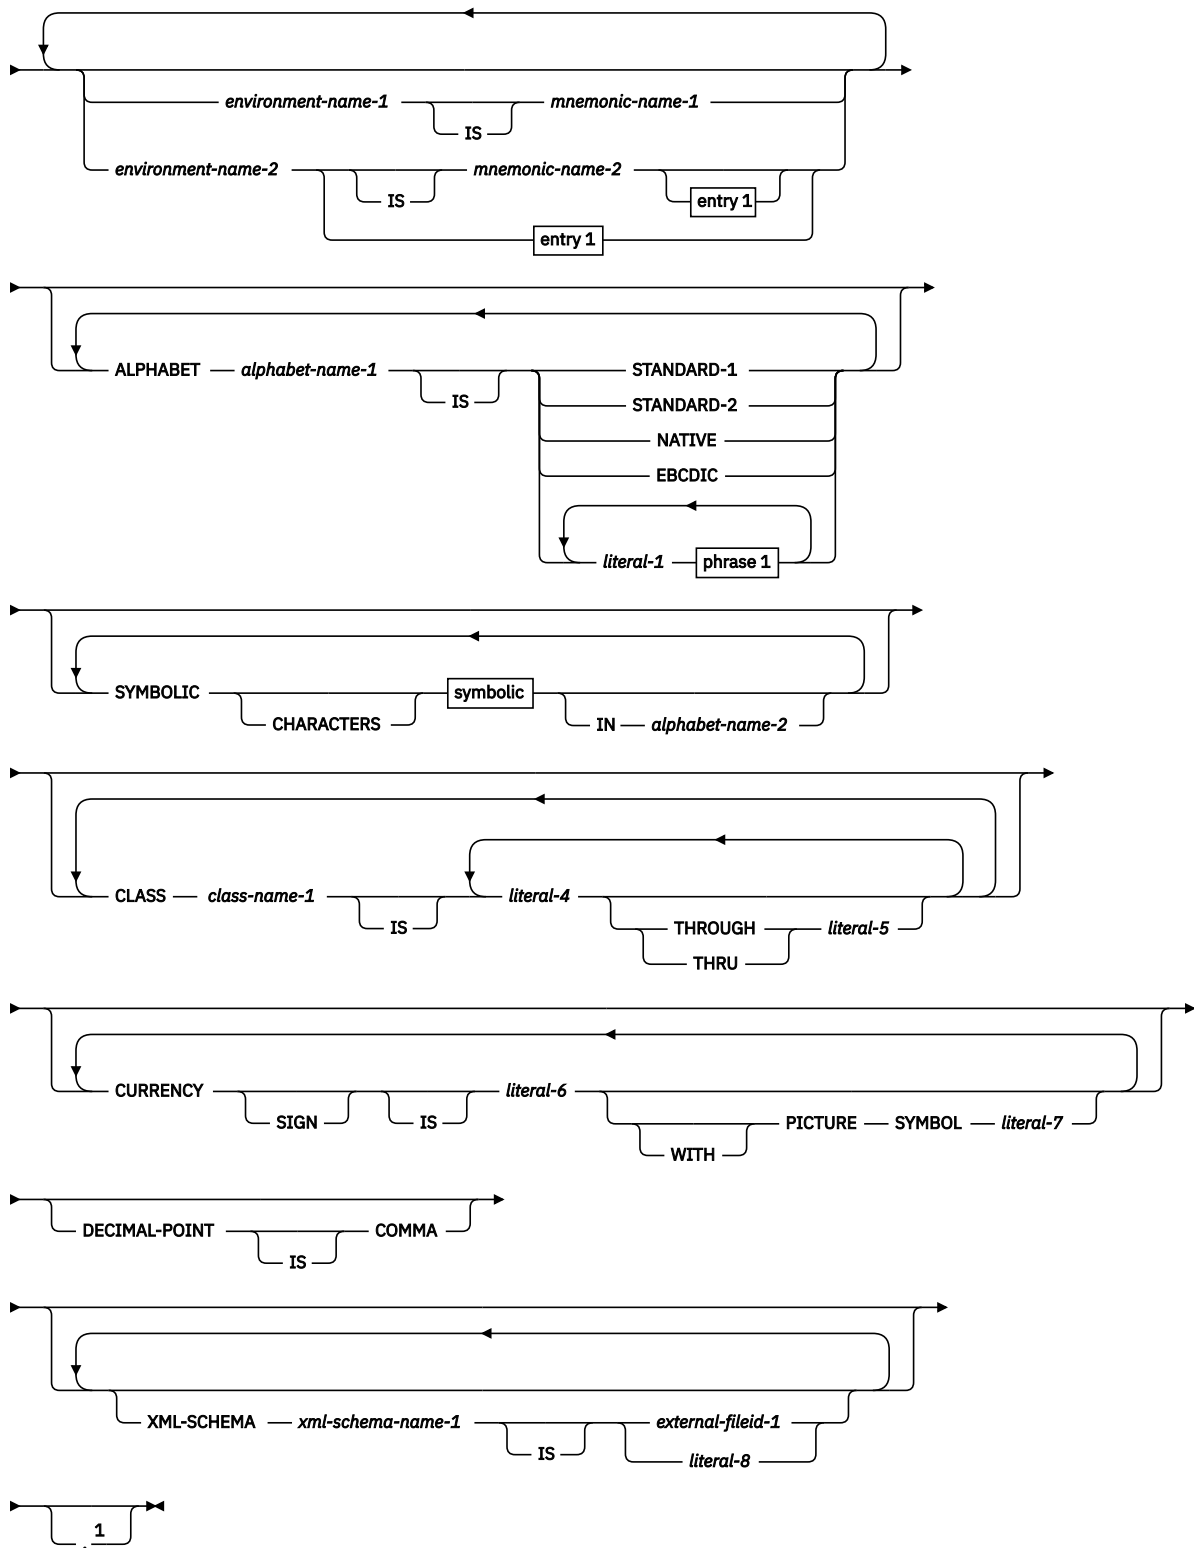 environment-name-1 mnemonic-name-1
IS
environment-name-2 mnemonic-name-2
IS entry 1
entry 1
ALPHABET alphabet-name-1 STANDARD-1
IS STANDARD-2
NATIVE
EBCDIC
literal-1 phrase 1
SYMBOLIC symbolic
CHARACTERS IN alphabet-name-2
CLASS class-name-1 literal-4
IS THROUGH literal-5
THRU
CURRENCY literal-6
SIGN IS PICTURE SYMBOL literal-7
WITH
DECIMAL-POINT COMMA
IS
XML-SCHEMA xml-schema-name-1 external-fileid-1
IS literal-8
1